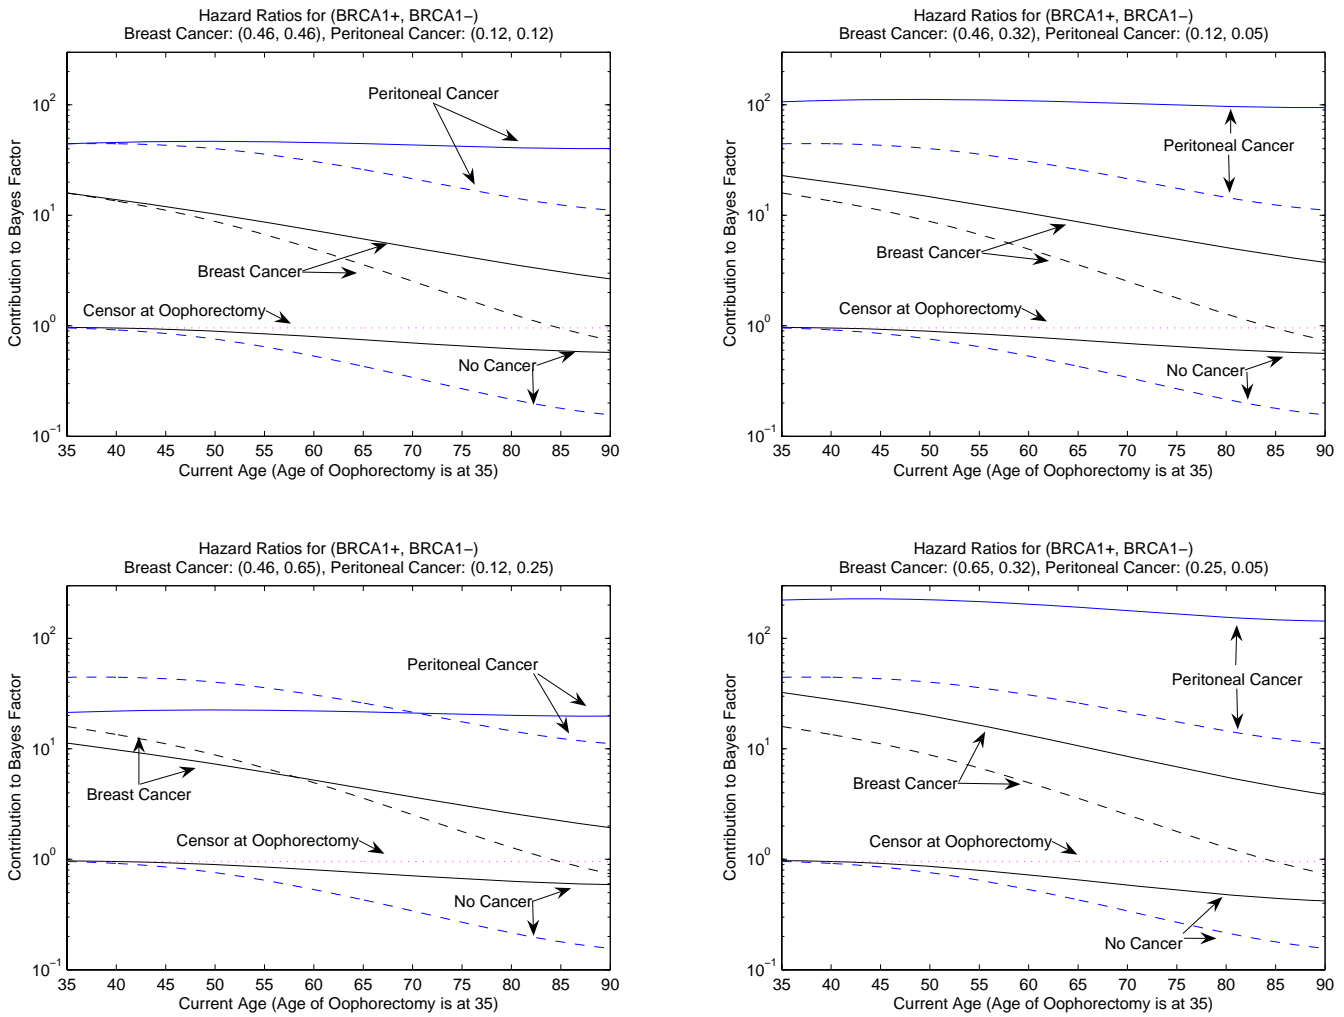 Hazard Ratios for (BRCA1+, BRCA1−)
Breast Cancer: (0.46, 0.46), Peritoneal Cancer: (0.12, 0.12)
Contribution to Bayes Factor
10^2
10^1
10^0
10^−1
Peritoneal Cancer
Breast Cancer
Censor at Oophorectomy
No Cancer
35 40 45 50 55 60 65 70 75 80 85 90
Current Age (Age of Oophorectomy is at 35)
Hazard Ratios for (BRCA1+, BRCA1−)
Breast Cancer: (0.46, 0.32), Peritoneal Cancer: (0.12, 0.05)
Contribution to Bayes Factor
10^2
10^1
10^0
10^−1
Peritoneal Cancer
Breast Cancer
Censor at Oophorectomy
No Cancer
35 40 45 50 55 60 65 70 75 80 85 90
Current Age (Age of Oophorectomy is at 35)
Hazard Ratios for (BRCA1+, BRCA1−)
Breast Cancer: (0.46, 0.65), Peritoneal Cancer: (0.12, 0.25)
Contribution to Bayes Factor
10^2
10^1
10^0
10^−1
Peritoneal Cancer
Breast Cancer
Censor at Oophorectomy
No Cancer
35 40 45 50 55 60 65 70 75 80 85 90
Current Age (Age of Oophorectomy is at 35)
Hazard Ratios for (BRCA1+, BRCA1−)
Breast Cancer: (0.65, 0.32), Peritoneal Cancer: (0.25, 0.05)
Contribution to Bayes Factor
10^2
10^1
10^0
10^−1
Peritoneal Cancer
Breast Cancer
Censor at Oophorectomy
No Cancer
35 40 45 50 55 60 65 70 75 80 85 90
Current Age (Age of Oophorectomy is at 35)